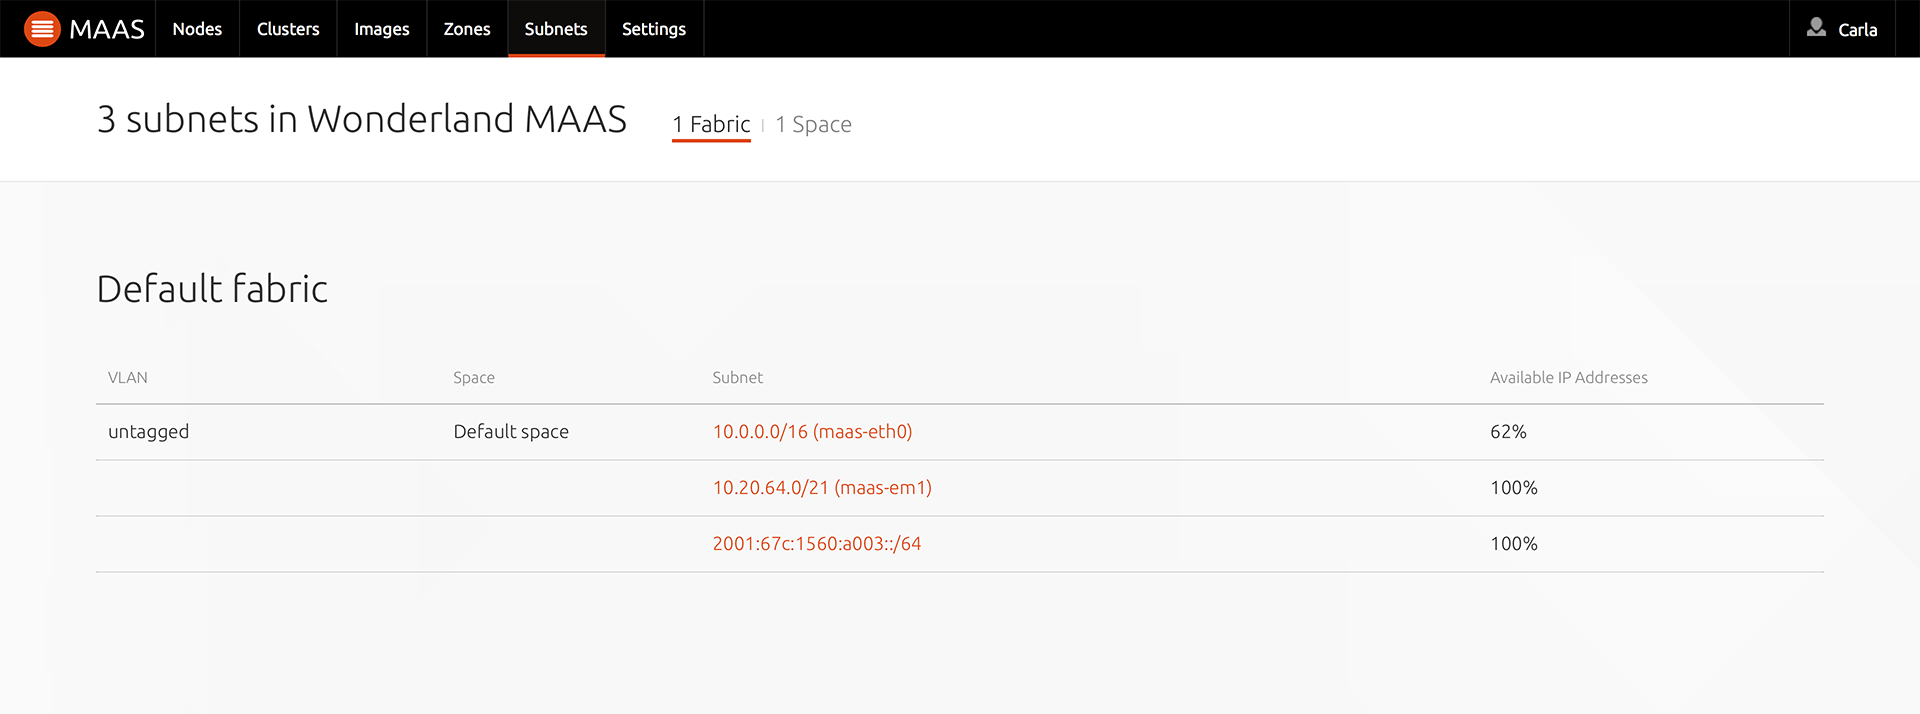 MAAS Nodes Clusters Images Zones Subnets Settings Carla
3 subnets in Wonderland MAAS 1 Fabric 1 Space
Default fabric
VLAN Space Subnet Available IP Addresses
untagged Default space 10.0.0.0/16 (maas-eth0) 62%
10.20.64.0/21 (maas-em1) 100%
2001:67c:1560:a003::/64 100%